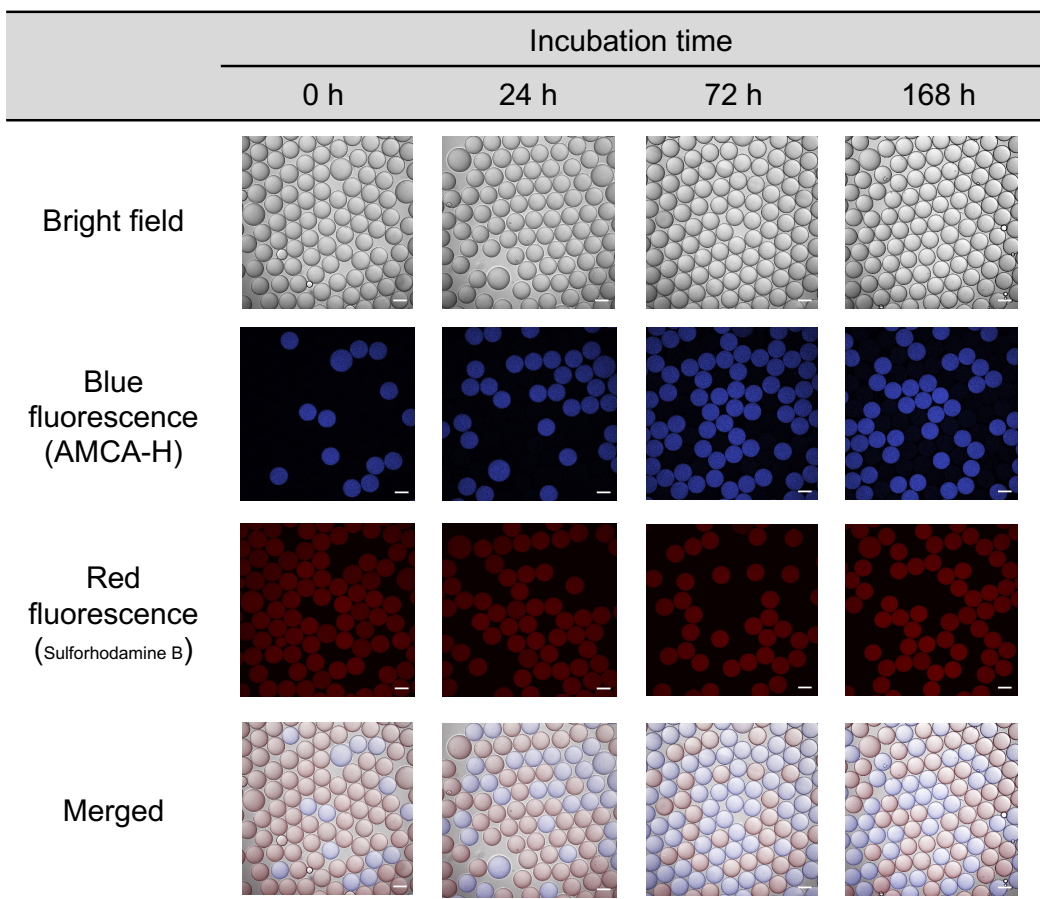 Incubation time
0 h 24 h 72 h 168 h
Bright field
Blue
fluorescence
(AMCA-H)
Red
fluorescence
(Sulforhodamine B)
Merged